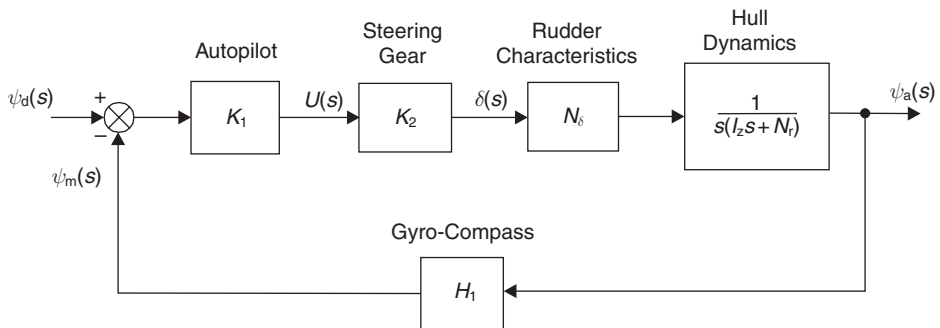 Hull
Dynamics
Steering
Gear
Rudder
Characteristics
Autopilot
ψd(s)
+
−
K1
U(s)
K2
δ(s)
Nδ
1
s(Izs + Nr)
ψa(s)
ψm(s)
Gyro-Compass
H1